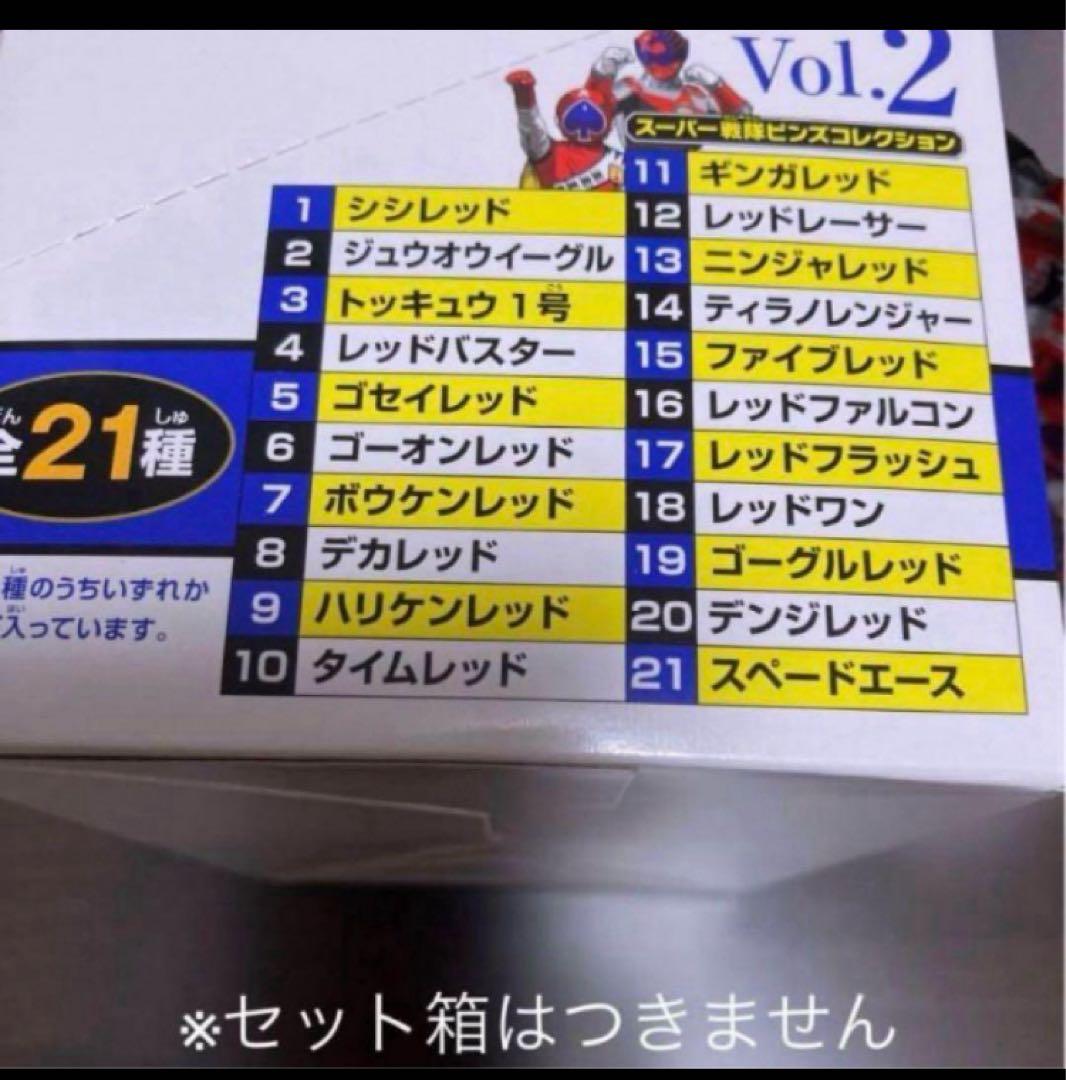 Vol.2
スーパー戦隊ピンズコレクション
1 シシレッド
2 ジュウオウイーグル
3 トッキュウ1号
ごう
4 レッドバスター
5 ゴセイレッド
6 ゴーオンレッド
7 ボウケンレッド
8 デカレッド
9 ハリケンレッド
10 タイムレッド
11 ギンガレッド
12 レッドレーサー
13 ニンジャレッド
14 ティラノレンジャー
15 ファイブレッド
16 レッドファルコン
17 レッドフラッシュ
18 レッドワン
19 ゴーグルレッド
20 デンジレッド
21 スペードエース
ん しゅ
全21種
しゅ
種のうちいずれか
はい
入っています。
※セット箱はつきません